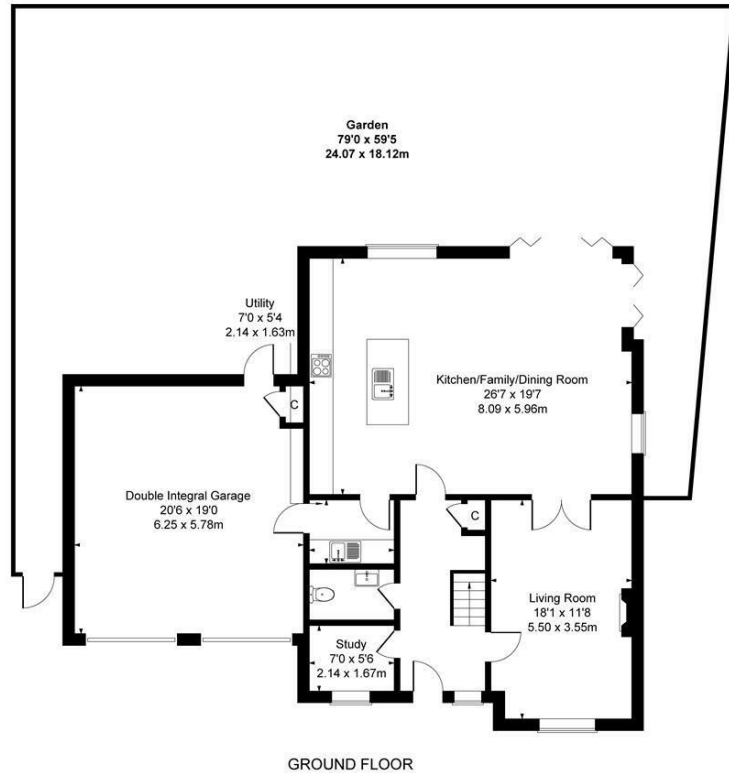 Garden
79'0 x 59'5
24.07 x 18.12m
Utility
7'0 x 5'4
2.14 x 1.63m
C
Kitchen/Family/Dining Room
26'7 x 19'7
8.09 x 5.96m
Double Integral Garage
20'6 x 19'0
6.25 x 5.78m
C
Living Room
18'1 x 11'8
5.50 x 3.55m
Study
7'0 x 5'6
2.14 x 1.67m
GROUND FLOOR